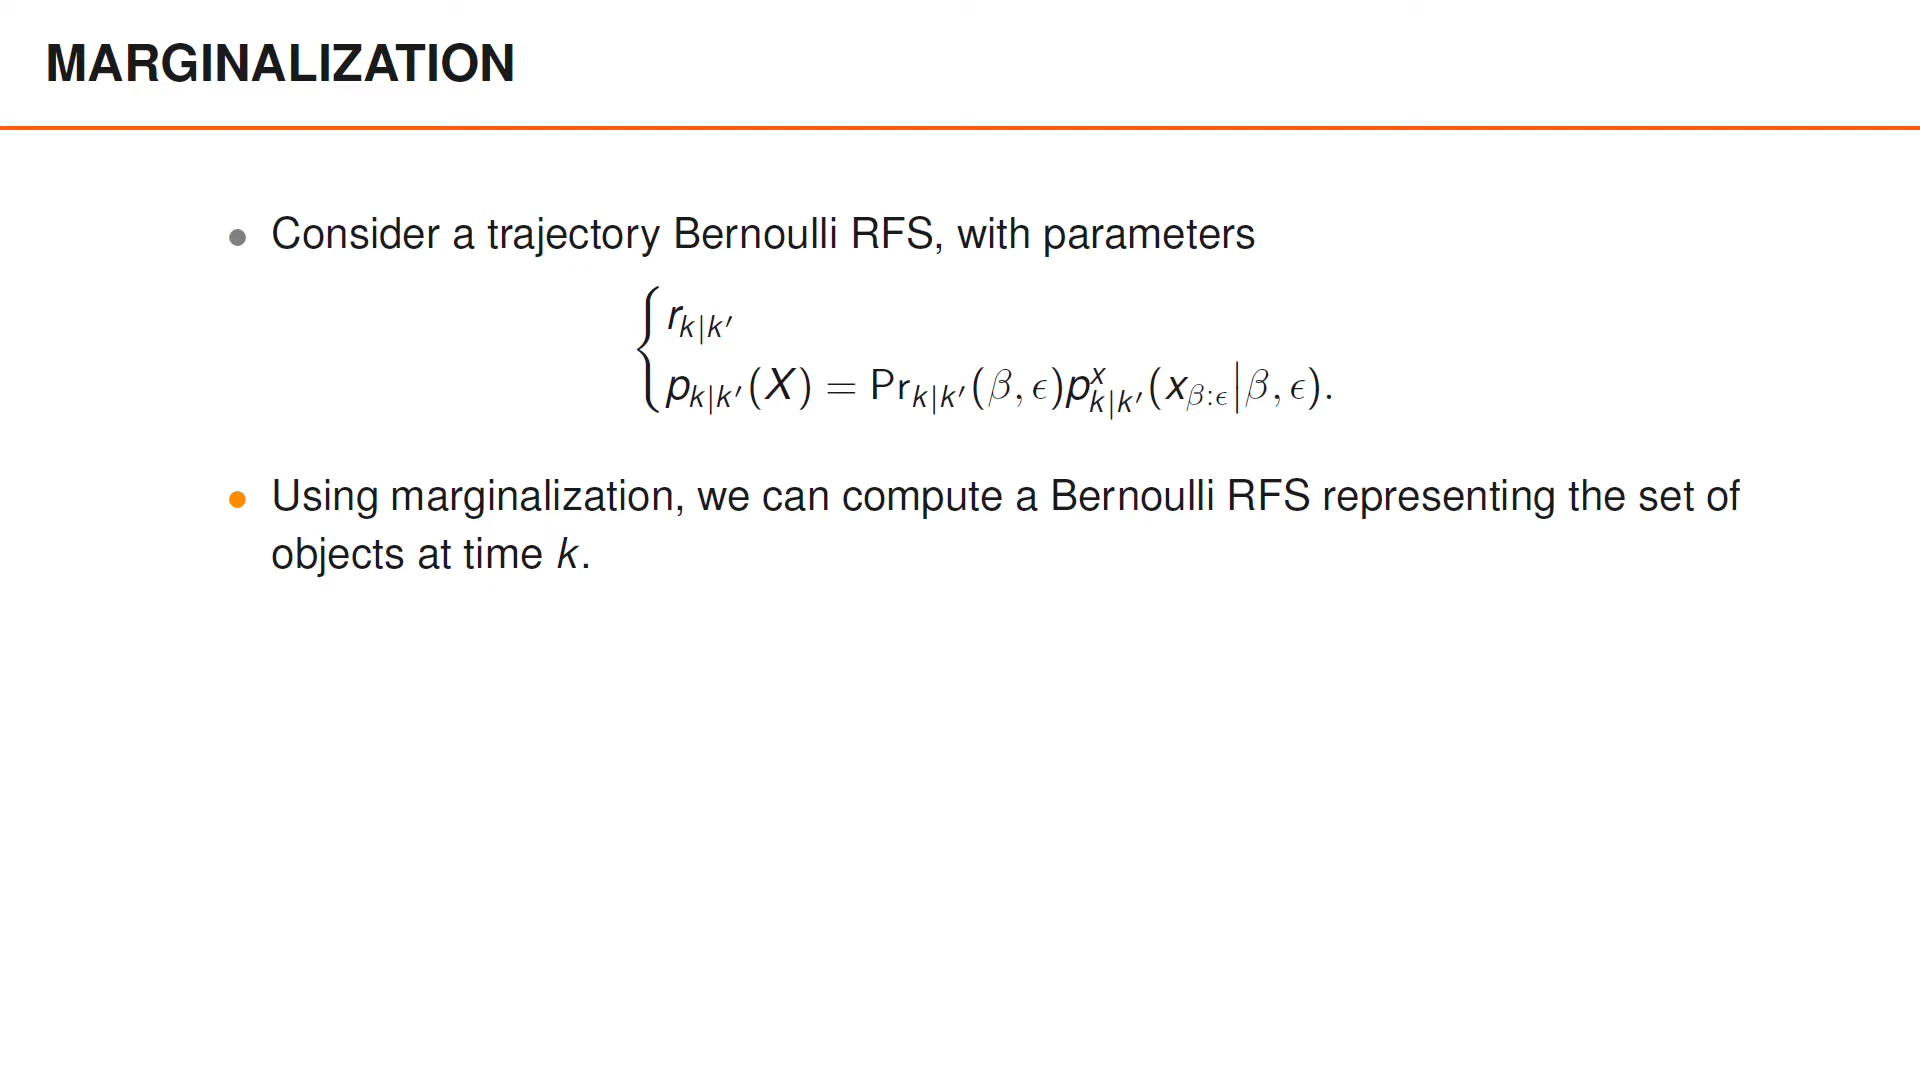 MARGINALIZATION
Consider a trajectory Bernoulli RFS, with parameters
r_{k|k′}
p_{k|k′}(X) = Pr_{k|k′}(β, ϵ)p^x_{k|k′}(x_{β:ϵ}|β, ϵ).
Using marginalization, we can compute a Bernoulli RFS representing the set of
objects at time k.